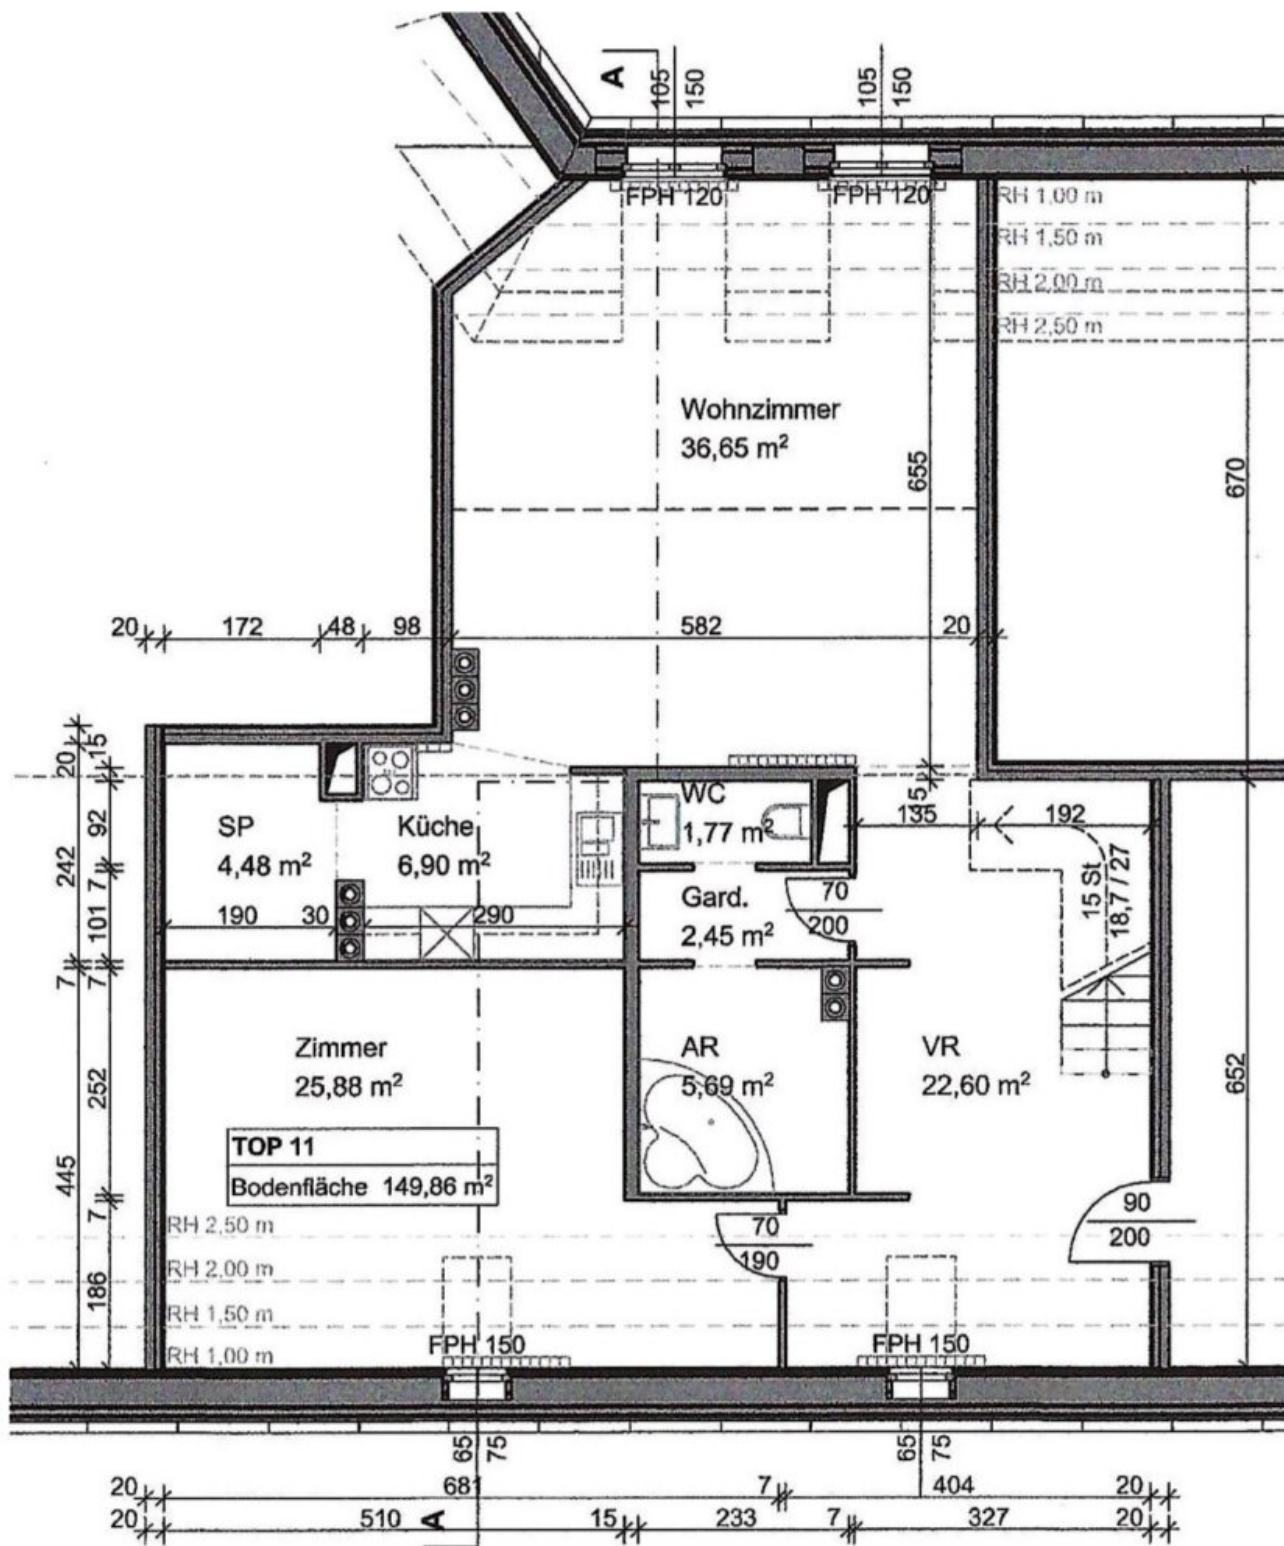 A
105
150
105
150
FPH 120
FPH 120
RH 1,00 m
RH 1,50 m
RH 2,00 m
RH 2,50 m
Wohnzimmer
36,65 m²
655
670
20
172
48
98
582
20
20
15
92
242
7
101
7
7
SP
4,48 m²
Küche
6,90 m²
WC
1,77 m²
15
135
192
15 St
18,7 / 27
190
30
290
Gard.
2,45 m²
70
200
Zimmer
25,88 m²
AR
5,69 m²
VR
22,60 m²
252
652
TOP 11
Bodenfläche 149,86 m²
445
7
186
RH 2,50 m
RH 2,00 m
RH 1,50 m
RH 1,00 m
70
190
90
200
FPH 150
FPH 150
65
75
65
75
20
681
7
404
20
20
510
A
15
233
7
327
20